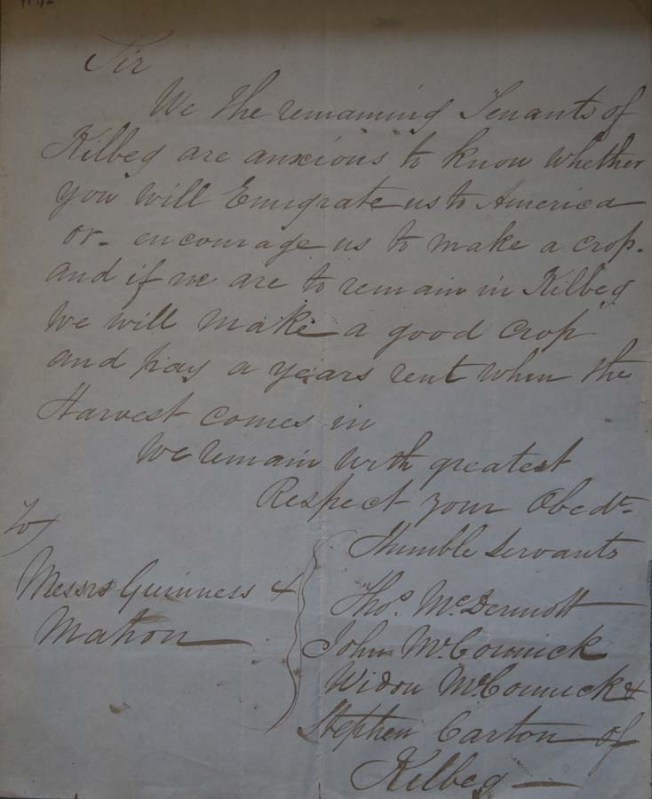 Sir
We the remaining Tenants of
Kilbeg are anxious to know whether
you will Emigrate us to America
or - encourage us to make a crop.
and if we are to remain in Kilbeg
We will make a good crop
and pay a years rent when the
Harvest comes in
We remain with greatest
Respect your Obedt
Humble Servants
To
Messrs Guinness &
Mahon
Thos. McDermott
John McCormick
Widow McCormick &
Stephen Carton of
Kilbeg